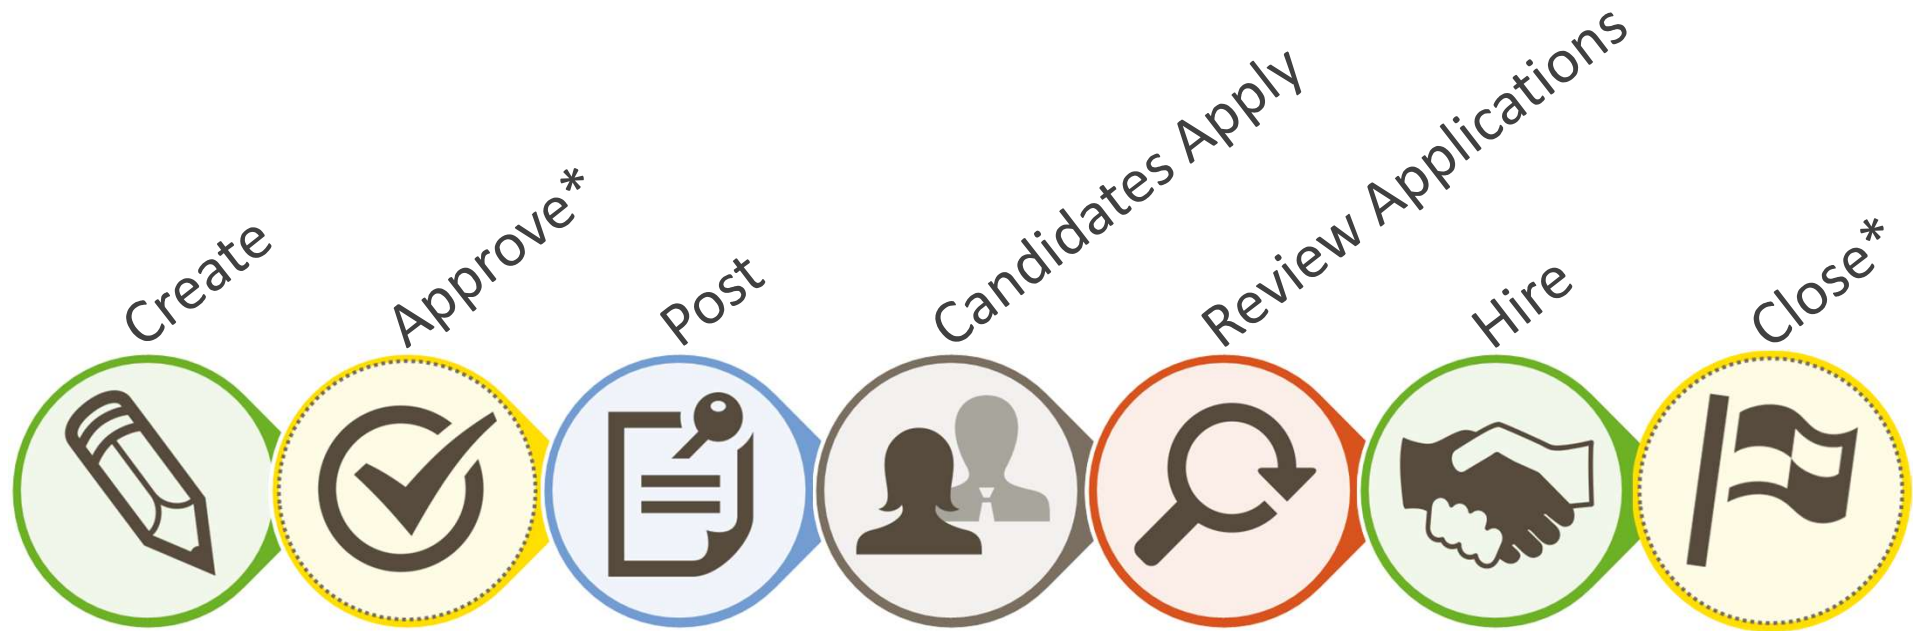 Create
Approve*
Post
Candidates Apply
Review Applications
Hire
Close*